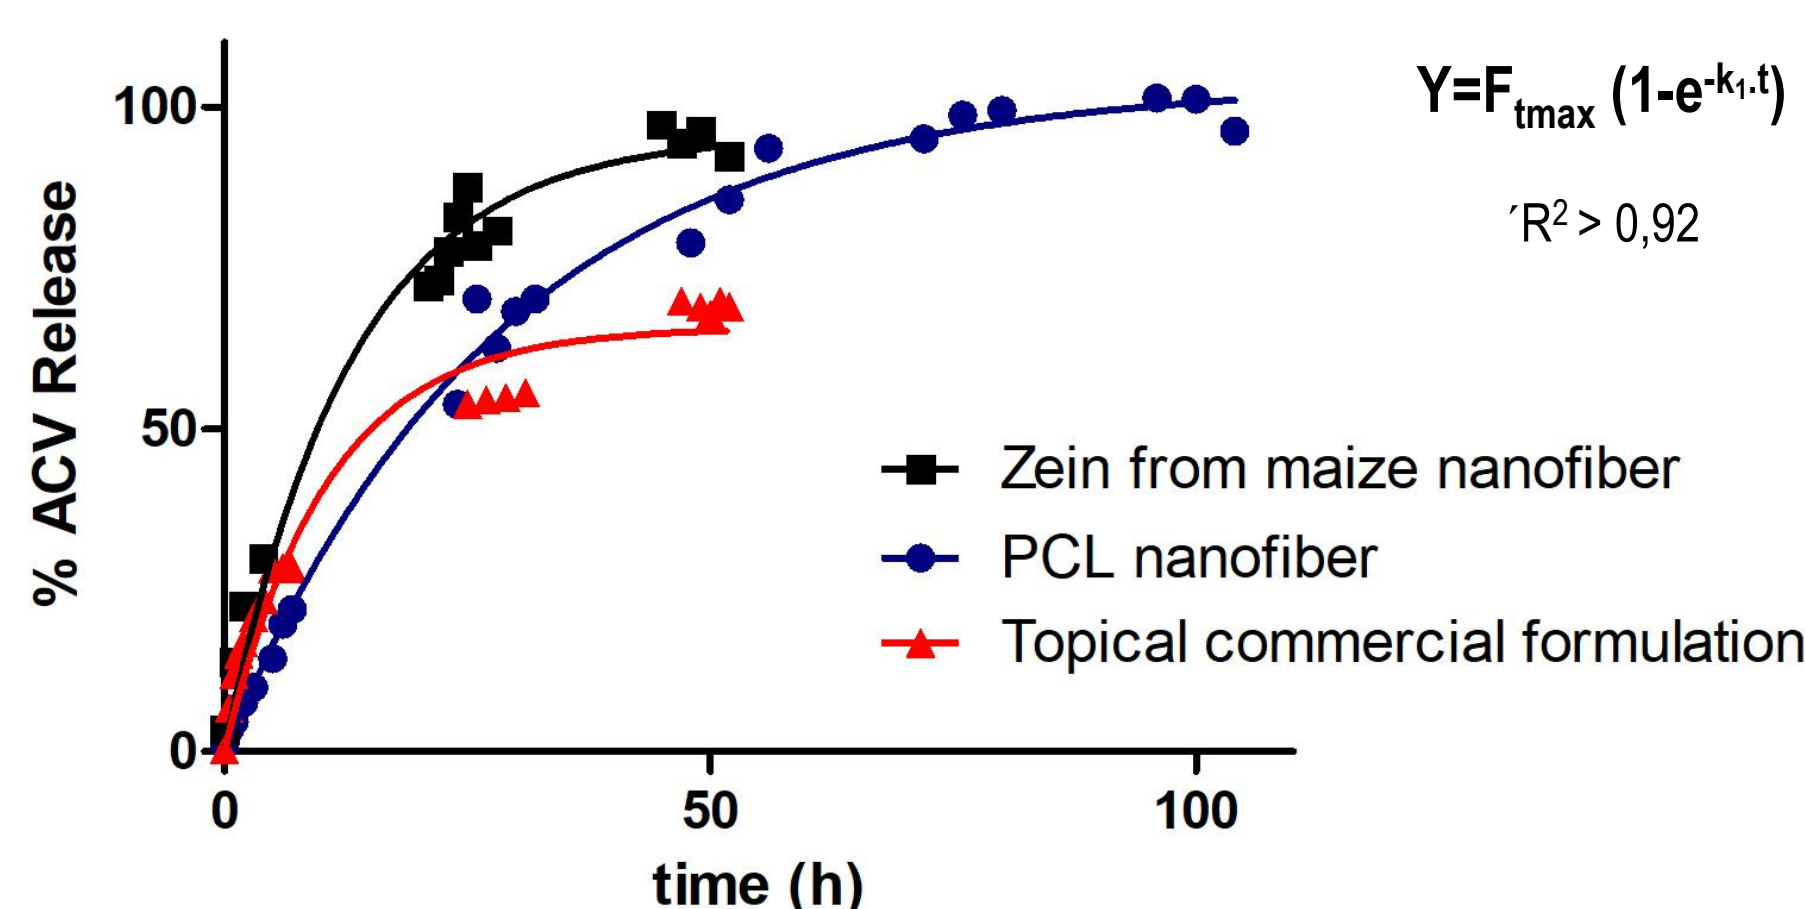 Y=Ftmax (1-e-k₁.t)
´R² > 0,92
100
50
0
% ACV Release
Zein from maize nanofiber
PCL nanofiber
Topical commercial formulation
0 50 100
time (h)